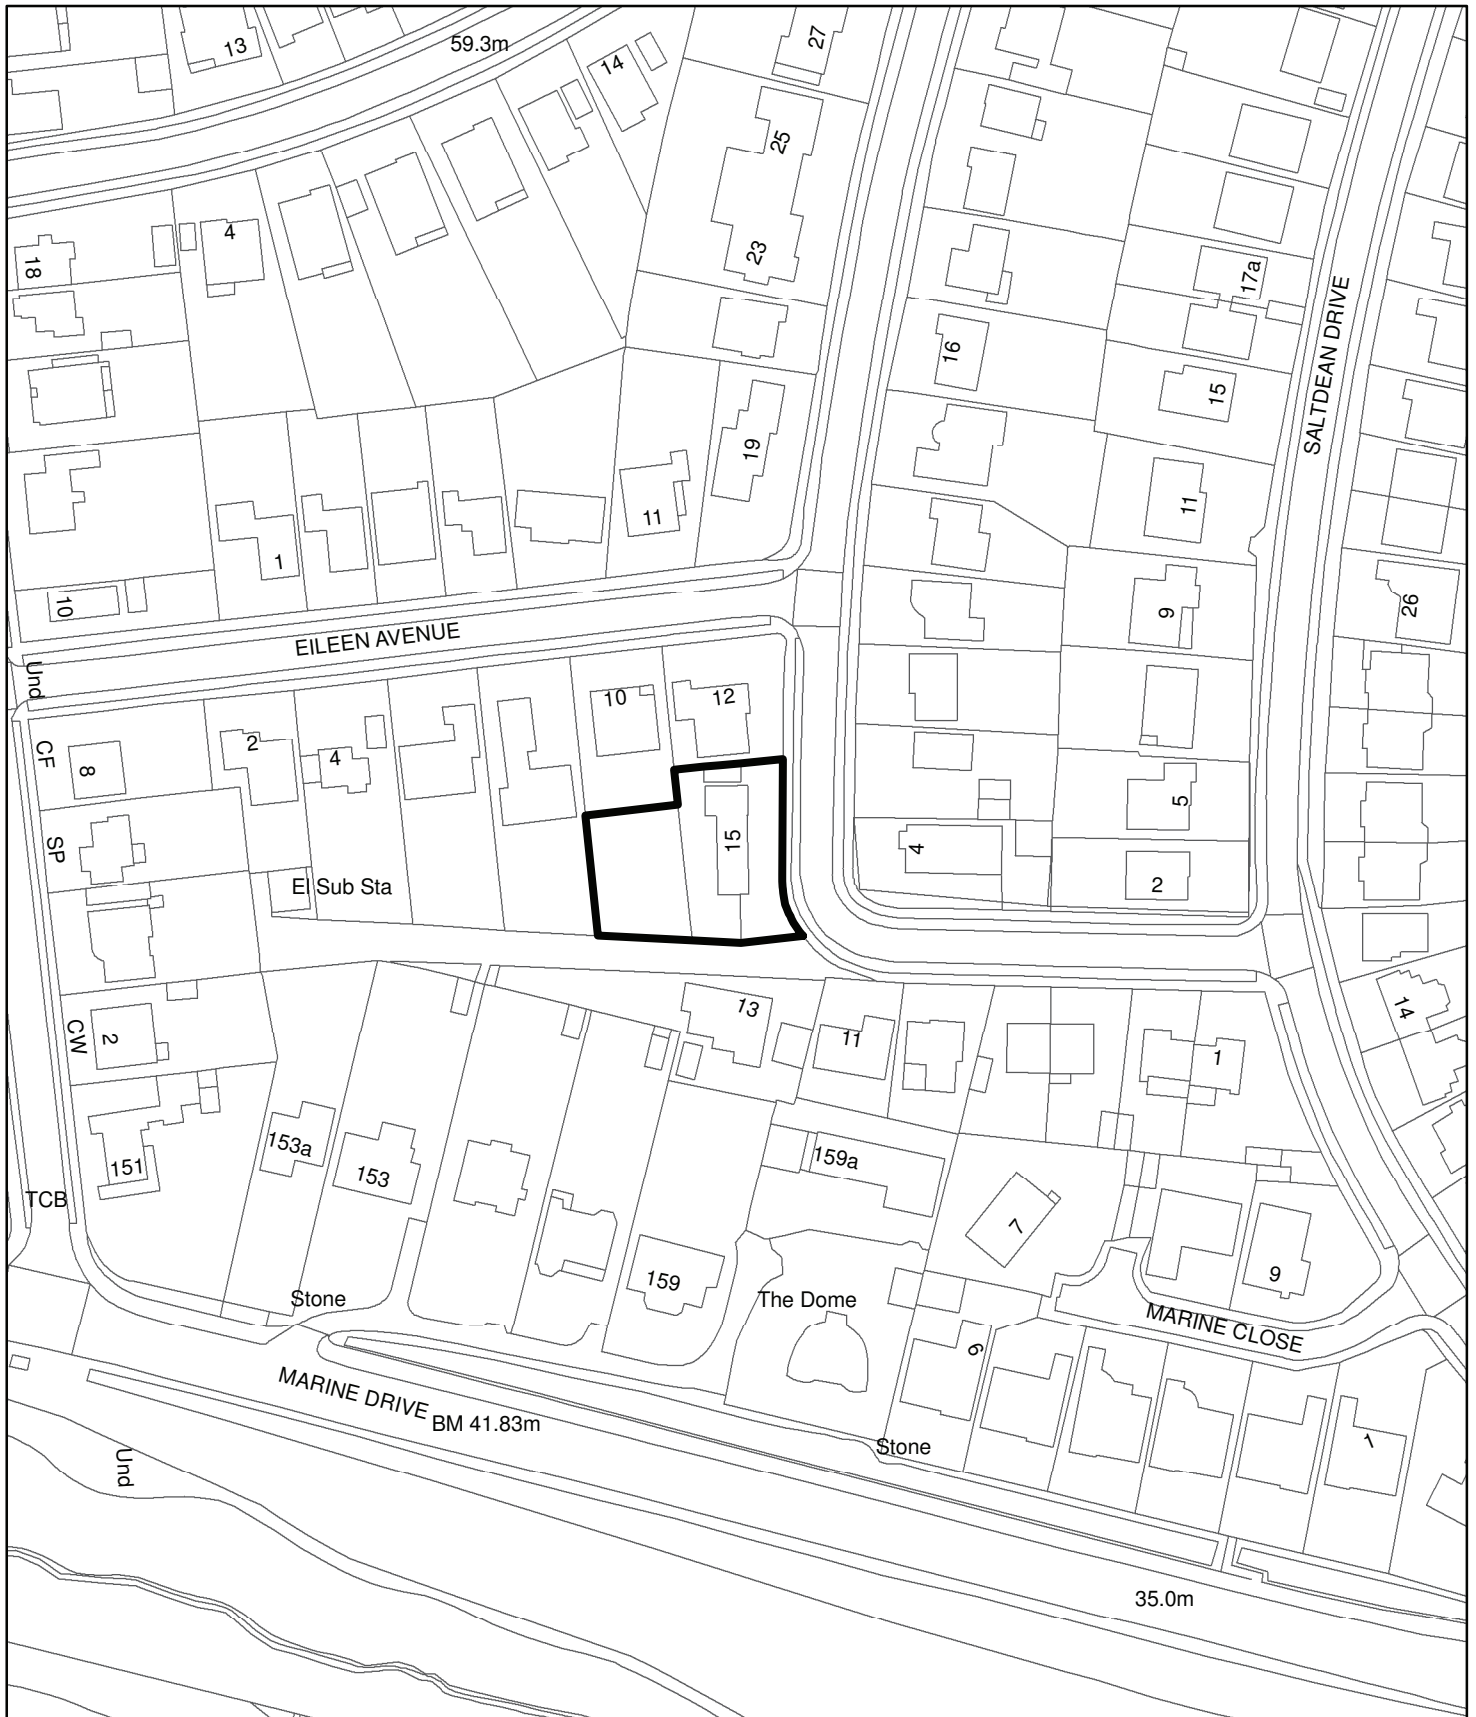 13
59.3m
27
14
25
4
23
18
17a
16
SALTDEAN DRIVE
15
19
11
11
1
10
9
26
EILEEN AVENUE
Und
10
12
CF
2
8
4
5
SP
15
4
2
El Sub Sta
14
13
CW
2
11
1
153a
159a
151
153
TCB
7
159
9
Stone
The Dome
MARINE CLOSE
6
MARINE DRIVE
BM 41.83m
Stone
1
Und
35.0m